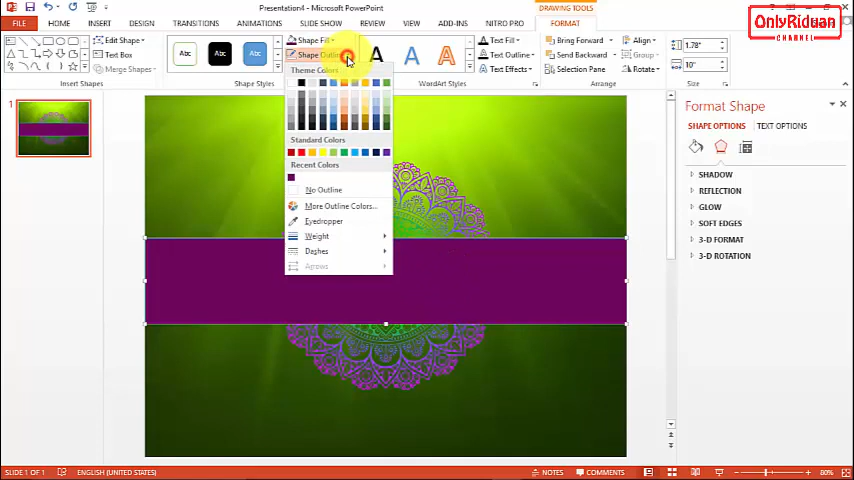 Presentation4 - Microsoft PowerPoint
DRAWING TOOLS
OnlyRiduan
CHANNEL
FILE
HOME
INSERT
DESIGN
TRANSITIONS
ANIMATIONS
SLIDE SHOW
REVIEW
VIEW
ADD-INS
NITRO PRO
FORMAT
Edit Shape
Text Box
Merge Shapes
Insert Shapes
Abc
Abc
Abc
Shape Styles
Shape Fill
Shape Outline
A
A
A
WordArt Styles
Text Fill
Text Outline
Text Effects
Bring Forward
Send Backward
Selection Pane
Arrange
Align
Group
Rotate
1.78"
10"
Size
Theme Colors
Standard Colors
Recent Colors
No Outline
More Outline Colors...
Eyedropper
Weight
Dashes
Arrows
1
Format Shape
SHAPE OPTIONS
TEXT OPTIONS
SHADOW
REFLECTION
GLOW
SOFT EDGES
3-D FORMAT
3-D ROTATION
SLIDE 1 OF 1
ENGLISH (UNITED STATES)
NOTES
COMMENTS
80%